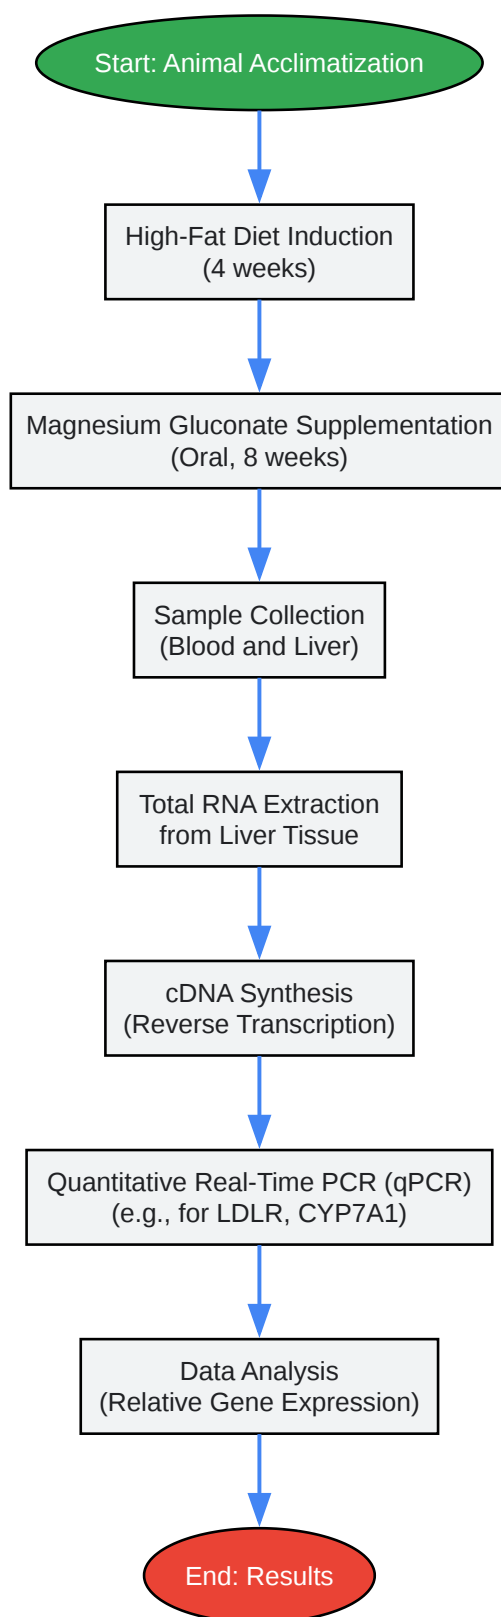 Start: Animal Acclimatization
High-Fat Diet Induction
(4 weeks)
Magnesium Gluconate Supplementation
(Oral, 8 weeks)
Sample Collection
(Blood and Liver)
Total RNA Extraction
from Liver Tissue
cDNA Synthesis
(Reverse Transcription)
Quantitative Real-Time PCR (qPCR)
(e.g., for LDLR, CYP7A1)
Data Analysis
(Relative Gene Expression)
End: Results